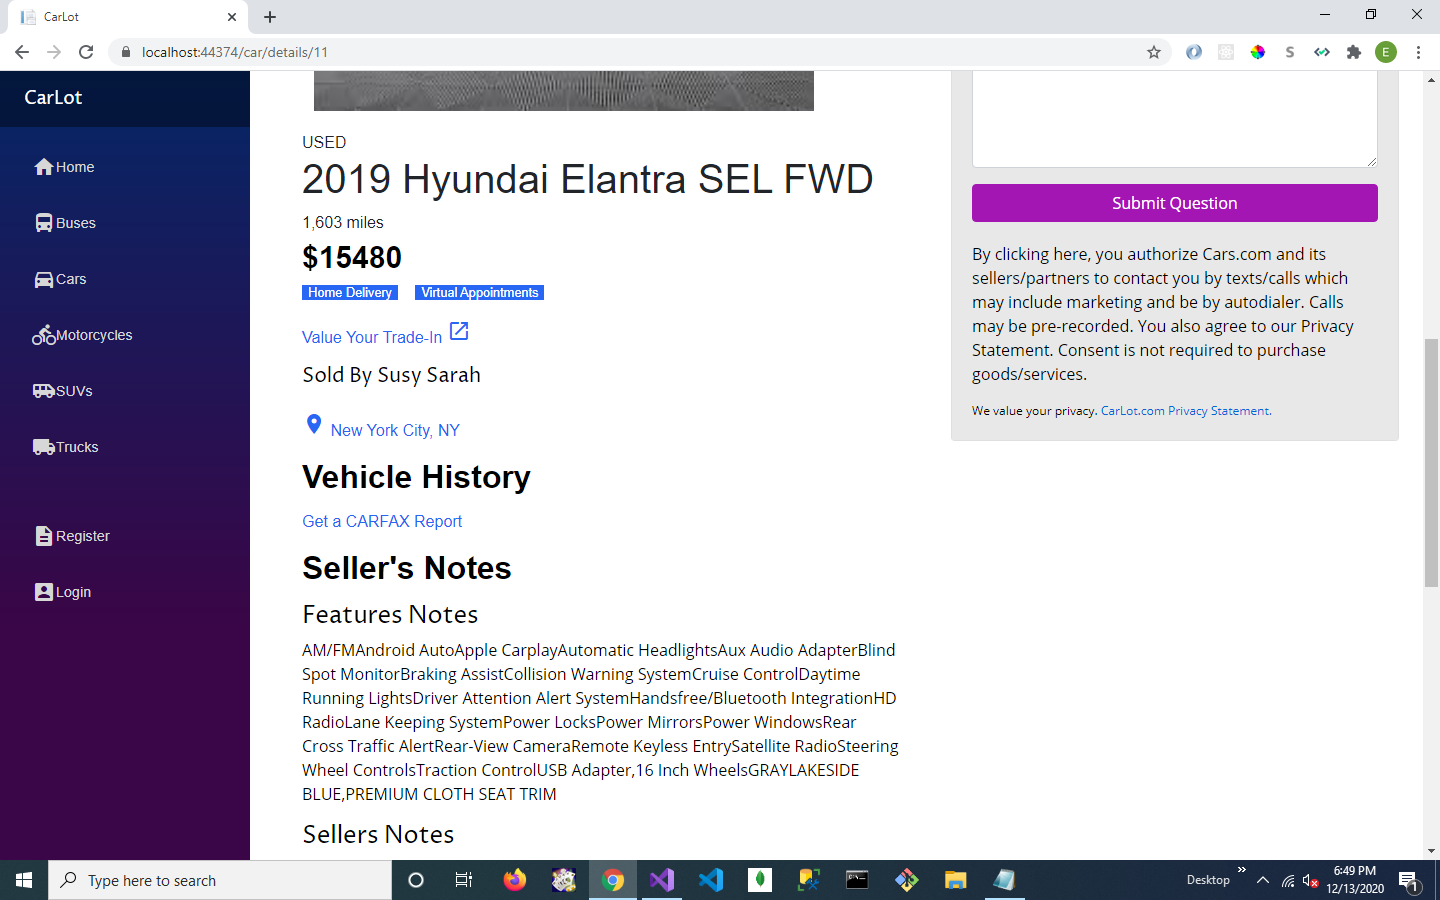 CarLot
localhost:44374/car/details/11
S
E
CarLot
Home
Buses
Cars
Motorcycles
SUVs
Trucks
Register
Login
USED
2019 Hyundai Elantra SEL FWD
1,603 miles
$15480
Home Delivery Virtual Appointments
Value Your Trade-In
Sold By Susy Sarah
New York City, NY
Vehicle History
Get a CARFAX Report
Seller's Notes
Features Notes
AM/FMAndroid AutoApple CarplayAutomatic HeadlightsAux Audio AdapterBlind
Spot MonitorBraking AssistCollision Warning SystemCruise ControlDaytime
Running LightsDriver Attention Alert SystemHandsfree/Bluetooth IntegrationHD
RadioLane Keeping SystemPower LocksPower MirrorsPower WindowsRear
Cross Traffic AlertRear-View CameraRemote Keyless EntrySatellite RadioSteering
Wheel ControlsTraction ControlUSB Adapter,16 Inch WheelsGRAYLAKESIDE
BLUE,PREMIUM CLOTH SEAT TRIM
Sellers Notes
Submit Question
By clicking here, you authorize Cars.com and its
sellers/partners to contact you by texts/calls which
may include marketing and be by autodialer. Calls
may be pre-recorded. You also agree to our Privacy
Statement. Consent is not required to purchase
goods/services.
We value your privacy. CarLot.com Privacy Statement.
Type here to search
Desktop
6:49 PM
12/13/2020
1